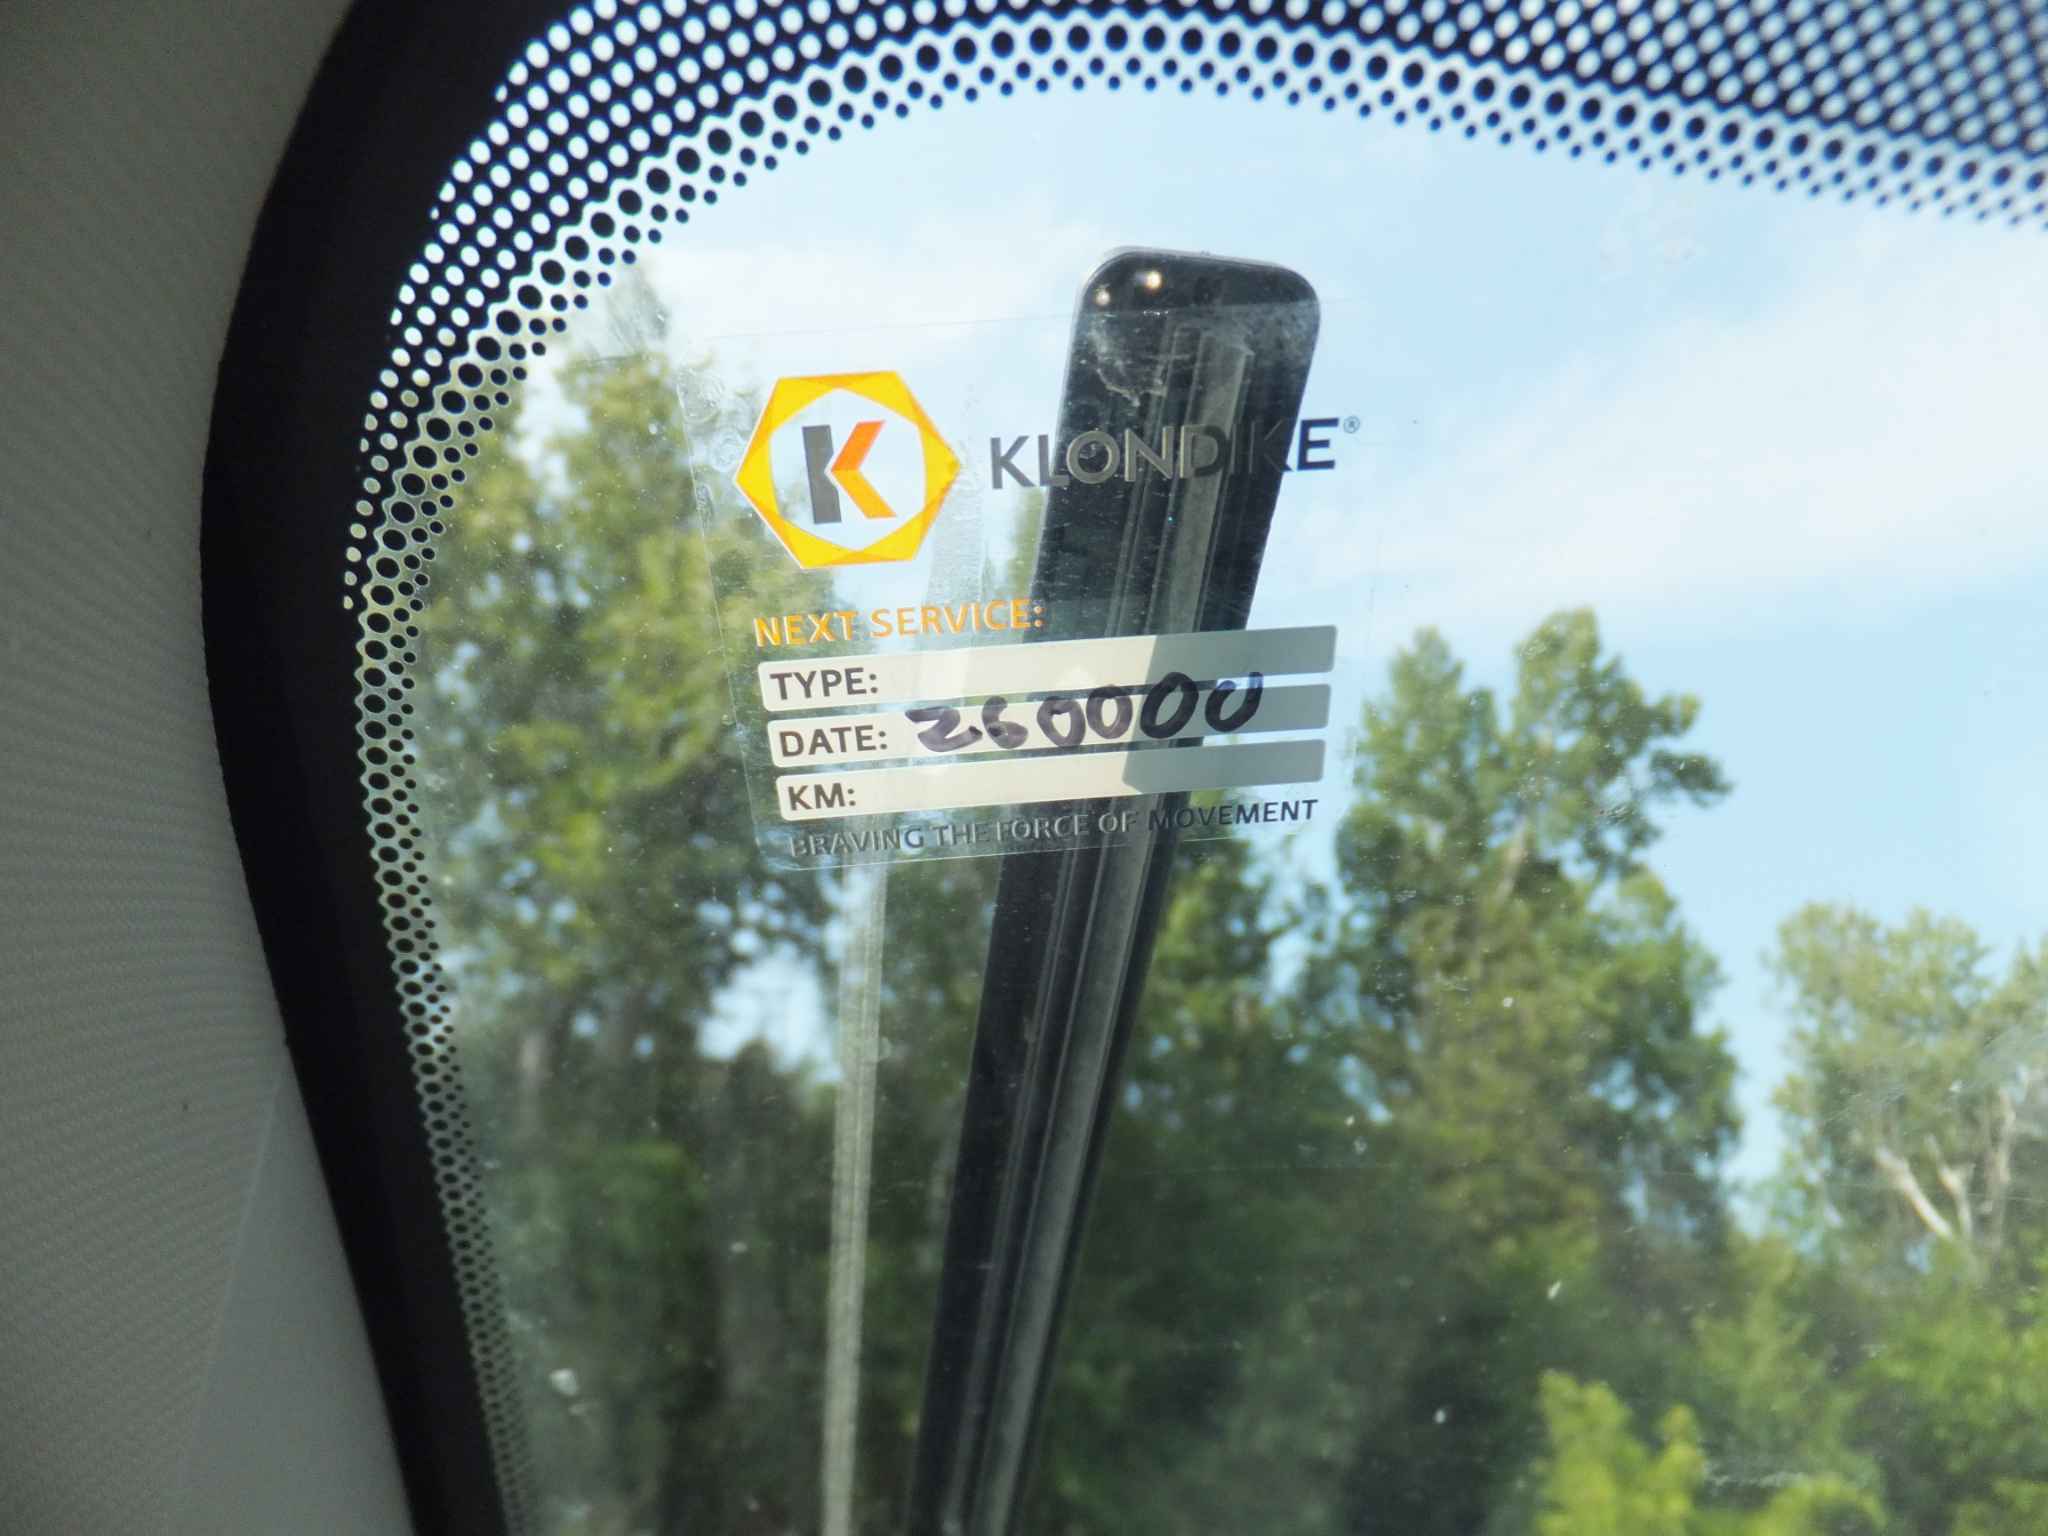 K KLONDIKE®
NEXT SERVICE:
TYPE:
DATE: 260000
KM:
BRAVING THE FORCE OF MOVEMENT